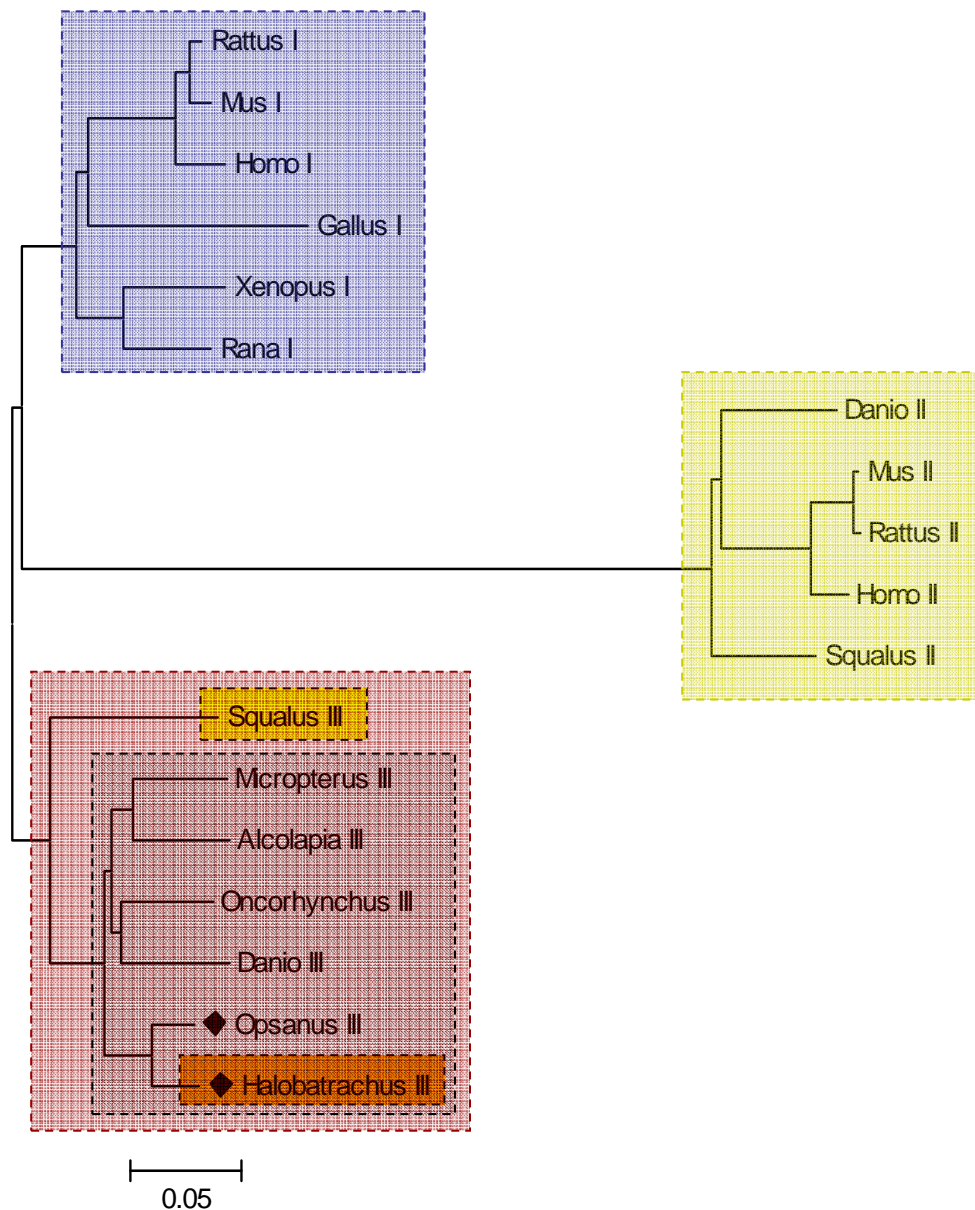 Rattus I
Mus I
Homo I
Gallus I
Xenopus I
Rana I
Danio II
Mus II
Rattus II
Homo II
Squalus II
Squalus III
Micropterus III
Alcolapia III
Oncorhynchus III
Danio III
Opsanus III
Halobatrachus III
0.05